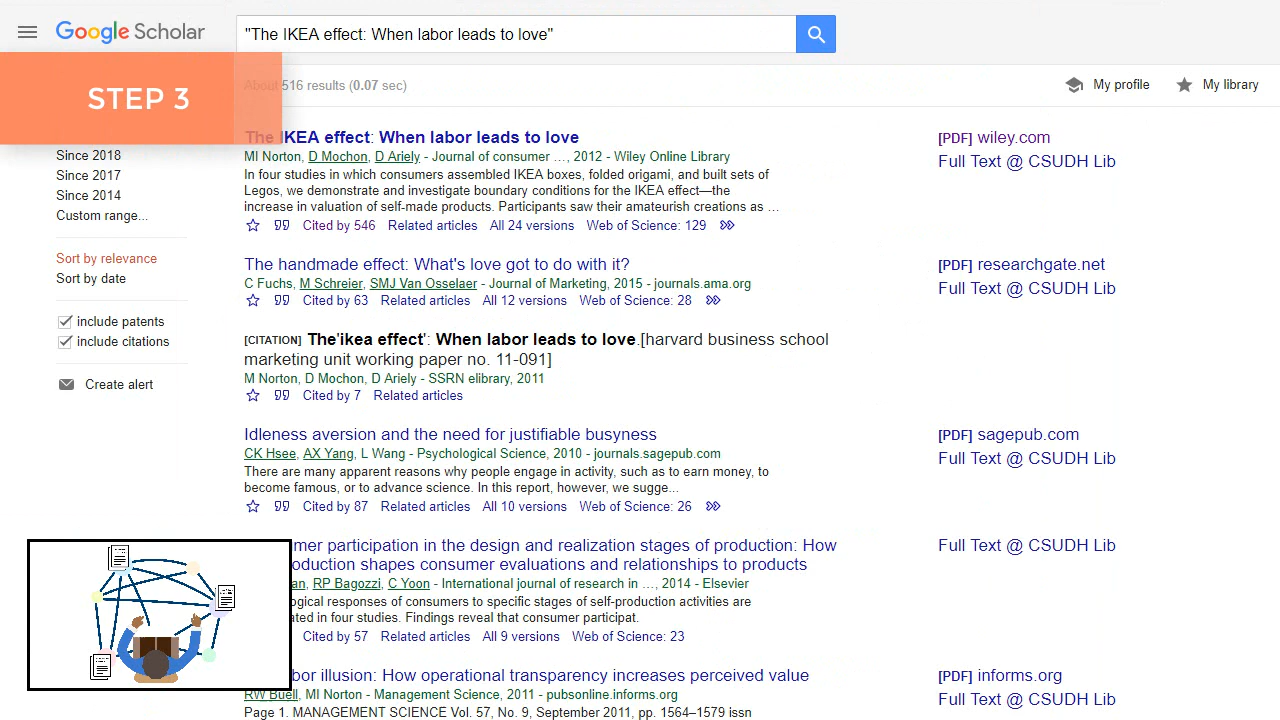 Google Scholar
"The IKEA effect: When labor leads to love"
STEP 3
About 516 results (0.07 sec)
My profile
My library
Since 2018
Since 2017
Since 2014
Custom range...
Sort by relevance
Sort by date
include patents
include citations
Create alert
The IKEA effect: When labor leads to love
MI Norton, D Mochon, D Ariely - Journal of consumer ..., 2012 - Wiley Online Library
In four studies in which consumers assembled IKEA boxes, folded origami, and built sets of
Legos, we demonstrate and investigate boundary conditions for the IKEA effect—the
increase in valuation of self-made products. Participants saw their amateurish creations as ...
Cited by 546 Related articles All 24 versions Web of Science: 129
[PDF] wiley.com
Full Text @ CSUDH Lib
The handmade effect: What's love got to do with it?
C Fuchs, M Schreier, SMJ Van Osselaer - Journal of Marketing, 2015 - journals.ama.org
Cited by 63 Related articles All 12 versions Web of Science: 28
[PDF] researchgate.net
Full Text @ CSUDH Lib
[CITATION] The'ikea effect': When labor leads to love.[harvard business school
marketing unit working paper no. 11-091]
M Norton, D Mochon, D Ariely - SSRN elibrary, 2011
Cited by 7 Related articles
Idleness aversion and the need for justifiable busyness
CK Hsee, AX Yang, L Wang - Psychological Science, 2010 - journals.sagepub.com
There are many apparent reasons why people engage in activity, such as to earn money, to
become famous, or to advance science. In this report, however, we sugge...
Cited by 87 Related articles All 10 versions Web of Science: 26
[PDF] sagepub.com
Full Text @ CSUDH Lib
mer participation in the design and realization stages of production: How
oduction shapes consumer evaluations and relationships to products
an, RP Bagozzi, C Yoon - International journal of research in ..., 2014 - Elsevier
ogical responses of consumers to specific stages of self-production activities are
ated in four studies. Findings reveal that consumer participat.
Cited by 57 Related articles All 9 versions Web of Science: 23
Full Text @ CSUDH Lib
bor illusion: How operational transparency increases perceived value
RW Buell, MI Norton - Management Science, 2011 - pubsonline.informs.org
Page 1. MANAGEMENT SCIENCE Vol. 57, No. 9, September 2011, pp. 1564–1579 issn
[PDF] informs.org
Full Text @ CSUDH Lib